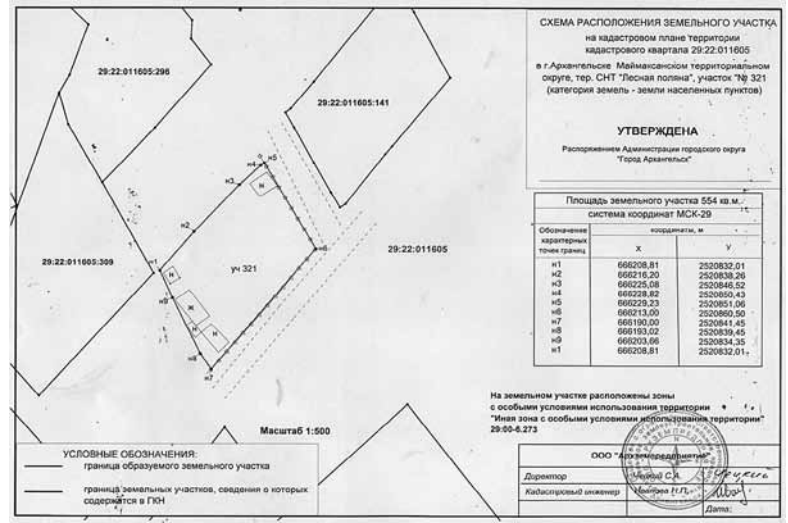 СХЕМА РАСПОЛОЖЕНИЯ ЗЕМЕЛЬНОГО УЧАСТКА
на кадастровом плане территории
кадастрового квартала 29:22:011605
в г.Архангельске Маймаксанском территориальном
округе, тер. СНТ "Лесная поляна", участок "№ 321
(категория земель - земли населенных пунктов)
УТВЕРЖДЕНА
Распоряжением Администрации городского округа
"Город Архангельск"
29:22:011605:296
29:22:011605:141
29:22:011605:309
29:22:011605
уч 321
н1
н2
н3
н4
н5
н6
н7
н8
н9
Н
Н
Ж
Н
Н
Площадь земельного участка 554 кв.м.
система координат МСК-29
Обозначение характерных точек границ координаты, м
X У
н1 666208,81 2520832,01
н2 666216,20 2520838,26
н3 666225,08 2520846,52
н4 666228,82 2520850,43
н5 666229,23 2520851,06
н6 666213,00 2520860,50
н7 666190,00 2520841,45
н8 666193,02 2520839,45
н9 666203,66 2520834,35
н1 666208,81 2520832,01
На земельном участке расположены зоны
с особыми условиями использования территории
"Иная зона с особыми условиями использования территории"
29:00-6.273
Масштаб 1:500
УСЛОВНЫЕ ОБОЗНАЧЕНИЯ:
граница образуемого земельного участка
граница земельных участков, сведения о которых
содержатся в ГКН
ООО "Архземпредприятие"
Директор
Кадастровый инженер Иванова Н.П.
Дата: